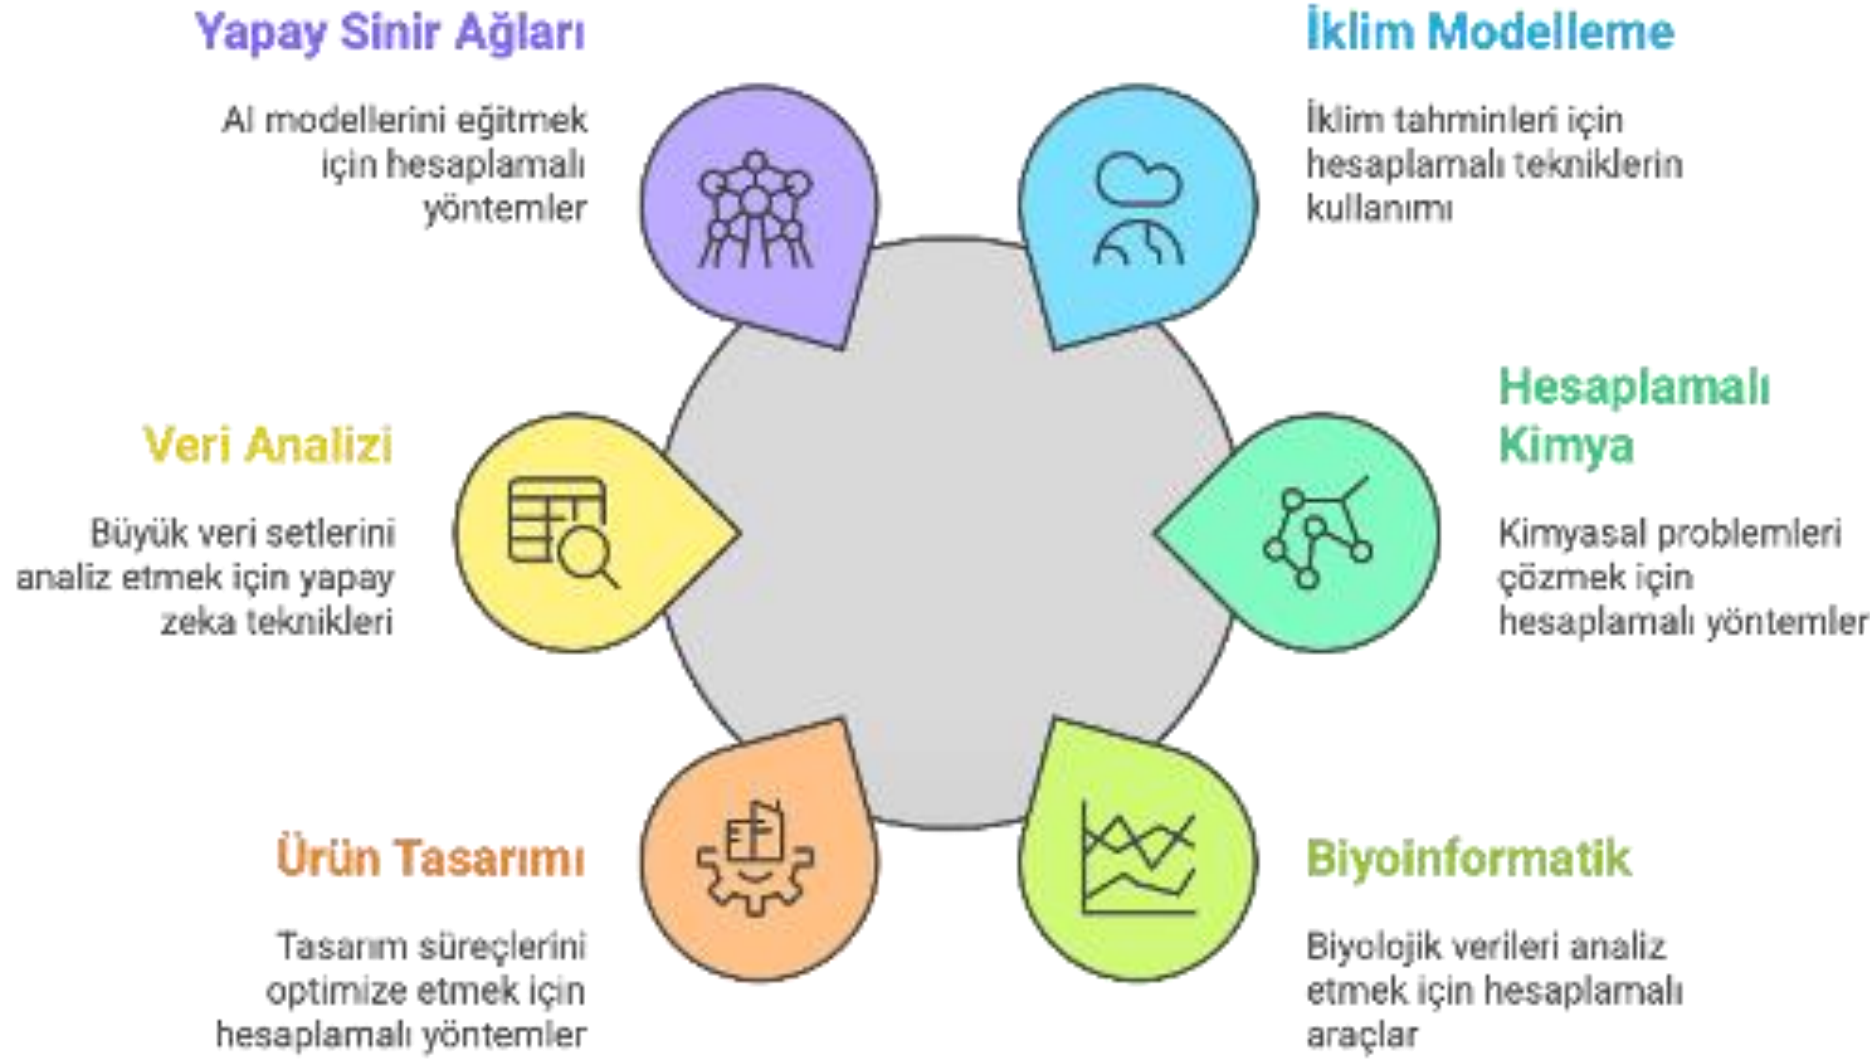 Yapay Sinir Ağları
AI modellerini eğitmek
için hesaplamalı
yöntemler
İklim Modelleme
İklim tahminleri için
hesaplamalı tekniklerin
kullanımı
Veri Analizi
Büyük veri setlerini
analiz etmek için yapay
zeka teknikleri
Hesaplamalı
Kimya
Kimyasal problemleri
çözmek için
hesaplamalı yöntemler
Ürün Tasarımı
Tasarım süreçlerini
optimize etmek için
hesaplamalı yöntemler
Biyoinformatik
Biyolojik verileri analiz
etmek için hesaplamalı
araçlar